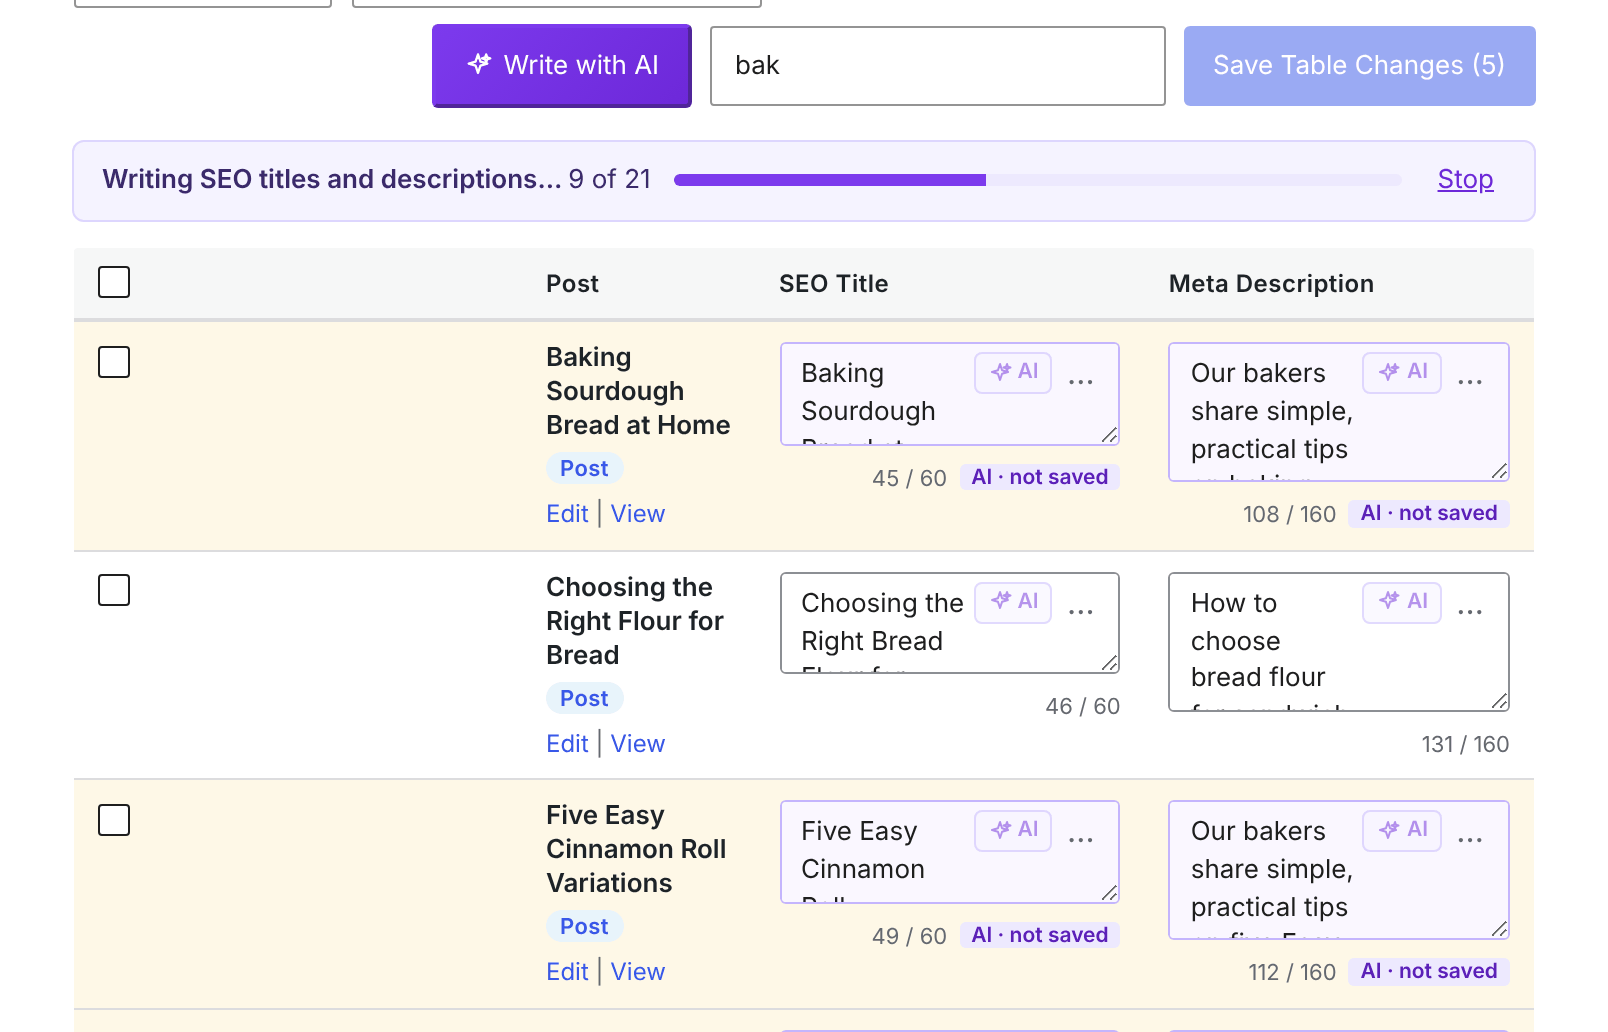 Write with AI
bak
Save Table Changes (5)
Writing SEO titles and descriptions... 9 of 21
Stop
Post
SEO Title
Meta Description
Baking
Sourdough
Bread at Home
Post
Edit | View
Baking
Sourdough
AI
...
45 / 60
AI · not saved
Our bakers
share simple,
practical tips
AI
...
108 / 160
AI · not saved
Choosing the
Right Flour for
Bread
Post
Edit | View
Choosing the
Right Bread
AI
...
46 / 60
How to
choose
bread flour
AI
...
131 / 160
Five Easy
Cinnamon Roll
Variations
Post
Edit | View
Five Easy
Cinnamon
AI
...
49 / 60
AI · not saved
Our bakers
share simple,
practical tips
AI
...
112 / 160
AI · not saved